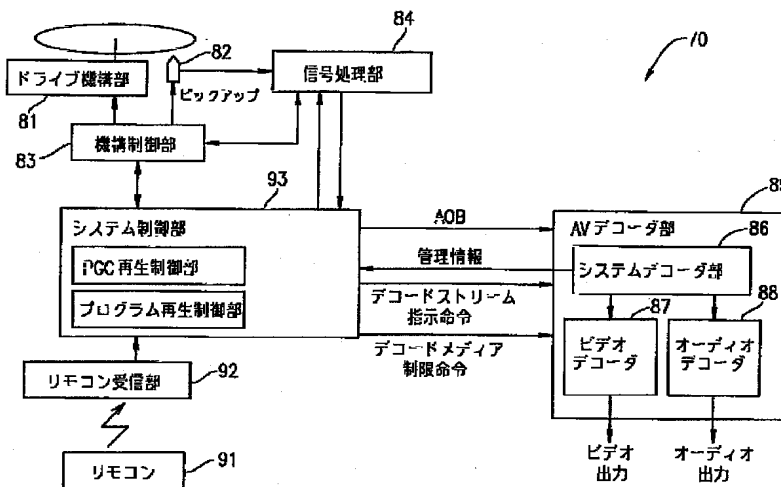 84
70
82
信号処理部
ドライブ機構部
81
ピックアップ
機構制御部
83
93
システム制御部
AOB
AVデコーダ部
86
PGC再生制御部
管理情報
システムデコーダ部
プログラム再生制御部
デコードストリーム
指示命令
87
88
ビデオ
デコーダ
オーディオ
デコーダ
デコードメディア
制限命令
リモコン受信部
92
ビデオ
出力
オーディオ
出力
リモコン
91